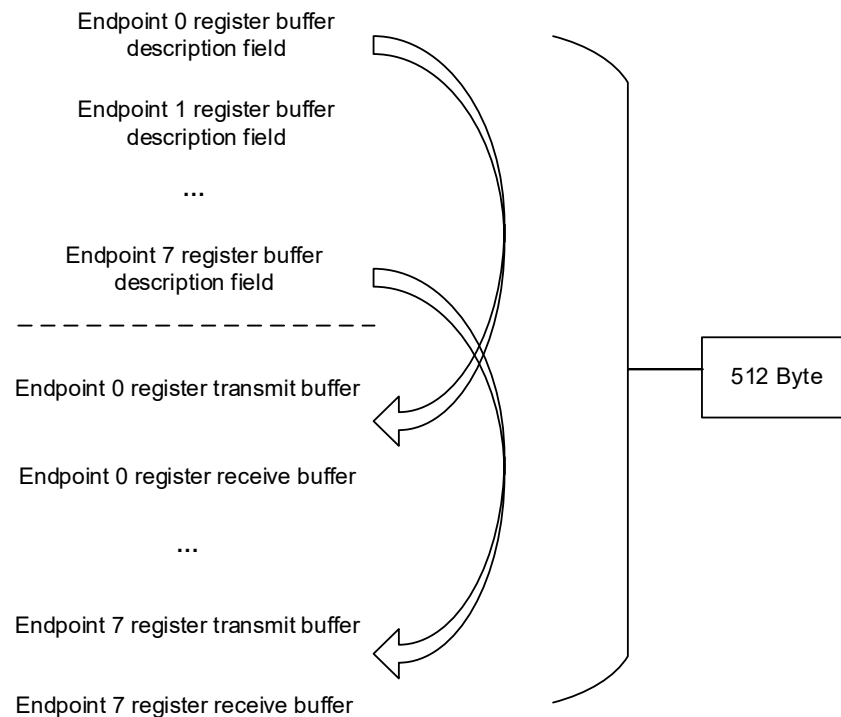 Endpoint 0 register buffer
description field
Endpoint 1 register buffer
description field
...
Endpoint 7 register buffer
description field
Endpoint 0 register transmit buffer
Endpoint 0 register receive buffer
...
Endpoint 7 register transmit buffer
Endpoint 7 register receive buffer
512 Byte